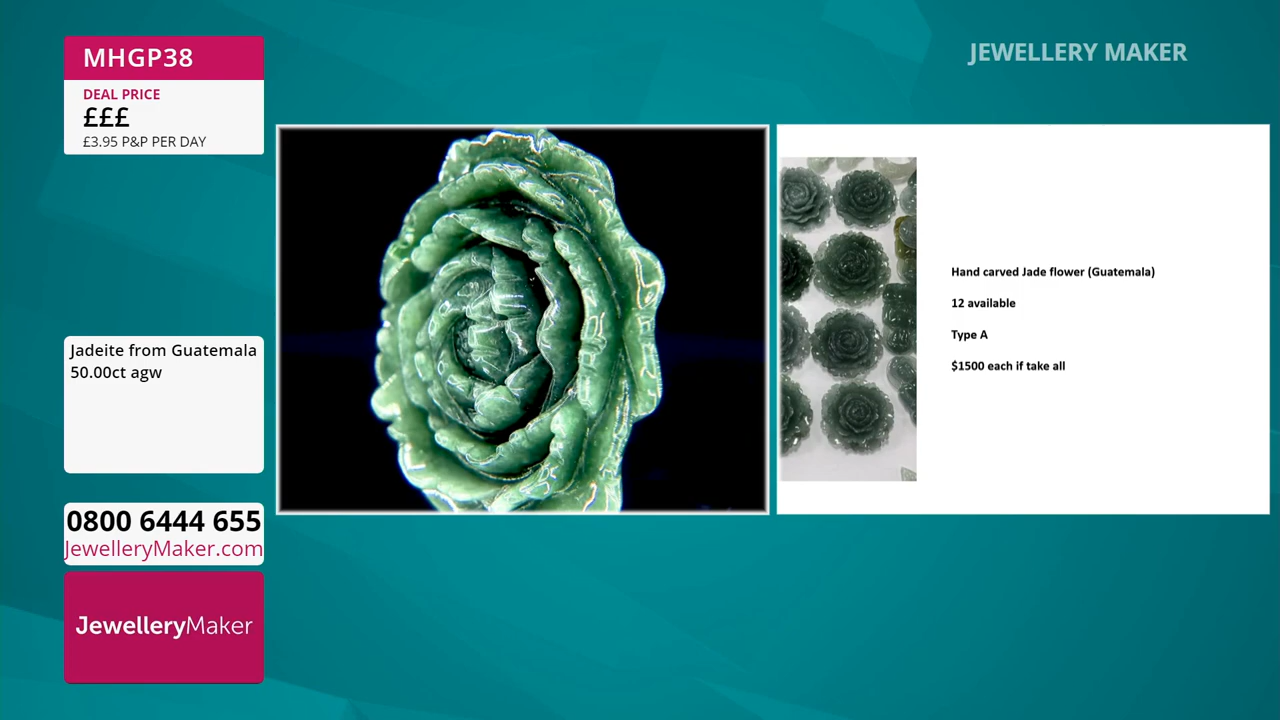 MHGP38
DEAL PRICE
£££
£3.95 P&P PER DAY
Jadeite from Guatemala
50.00ct agw
0800 6444 655
JewelleryMaker.com
JewelleryMaker
JEWELLERY MAKER
Hand carved Jade flower (Guatemala)
12 available
Type A
$1500 each if take all